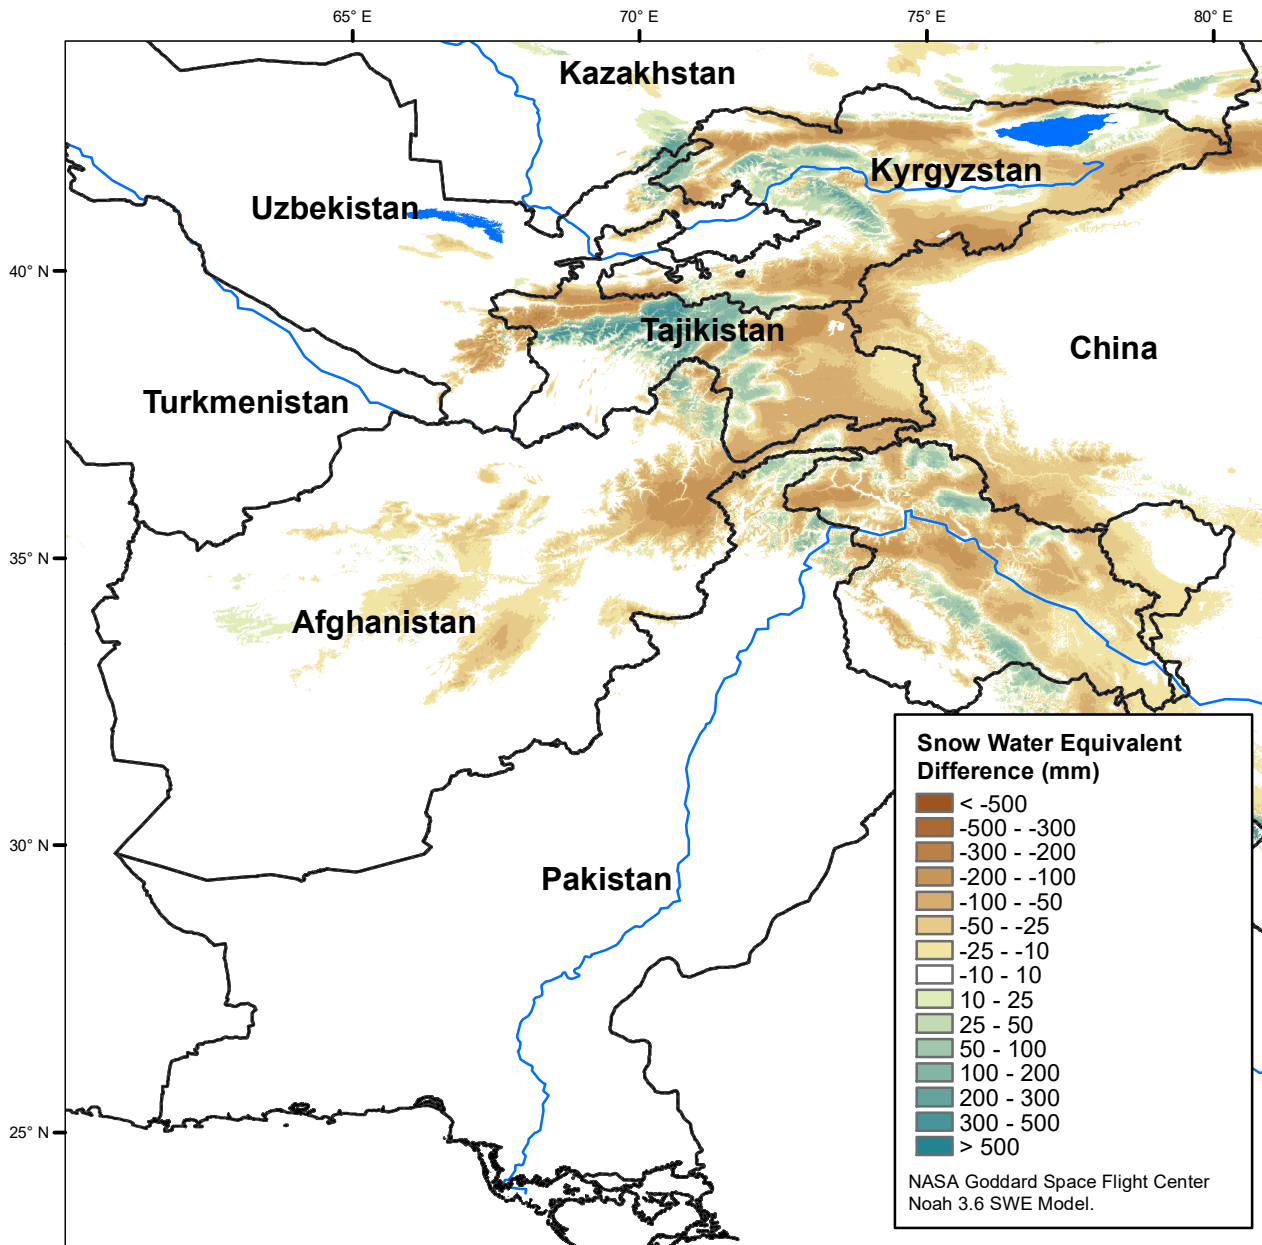 65° E
70° E
75° E
80° E
Kazakhstan
Kyrgyzstan
Uzbekistan
40° N
Tajikistan
China
Turkmenistan
35° N
Afghanistan
Snow Water Equivalent
Difference (mm)
< -500
-500 - -300
-300 - -200
-200 - -100
-100 - -50
-50 - -25
-25 - -10
-10 - 10
10 - 25
25 - 50
50 - 100
100 - 200
200 - 300
300 - 500
> 500
NASA Goddard Space Flight Center
Noah 3.6 SWE Model.
30° N
Pakistan
25° N